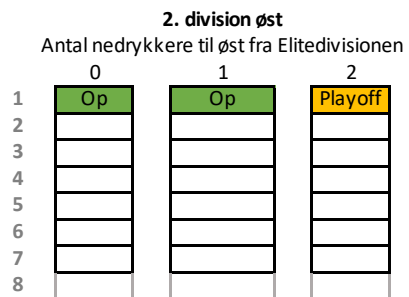 2. division øst
Antal nedrykkere til øst fra Elitedivisionen
0 1 2
1 Op Op Playoff
2
3
4
5
6
7
8